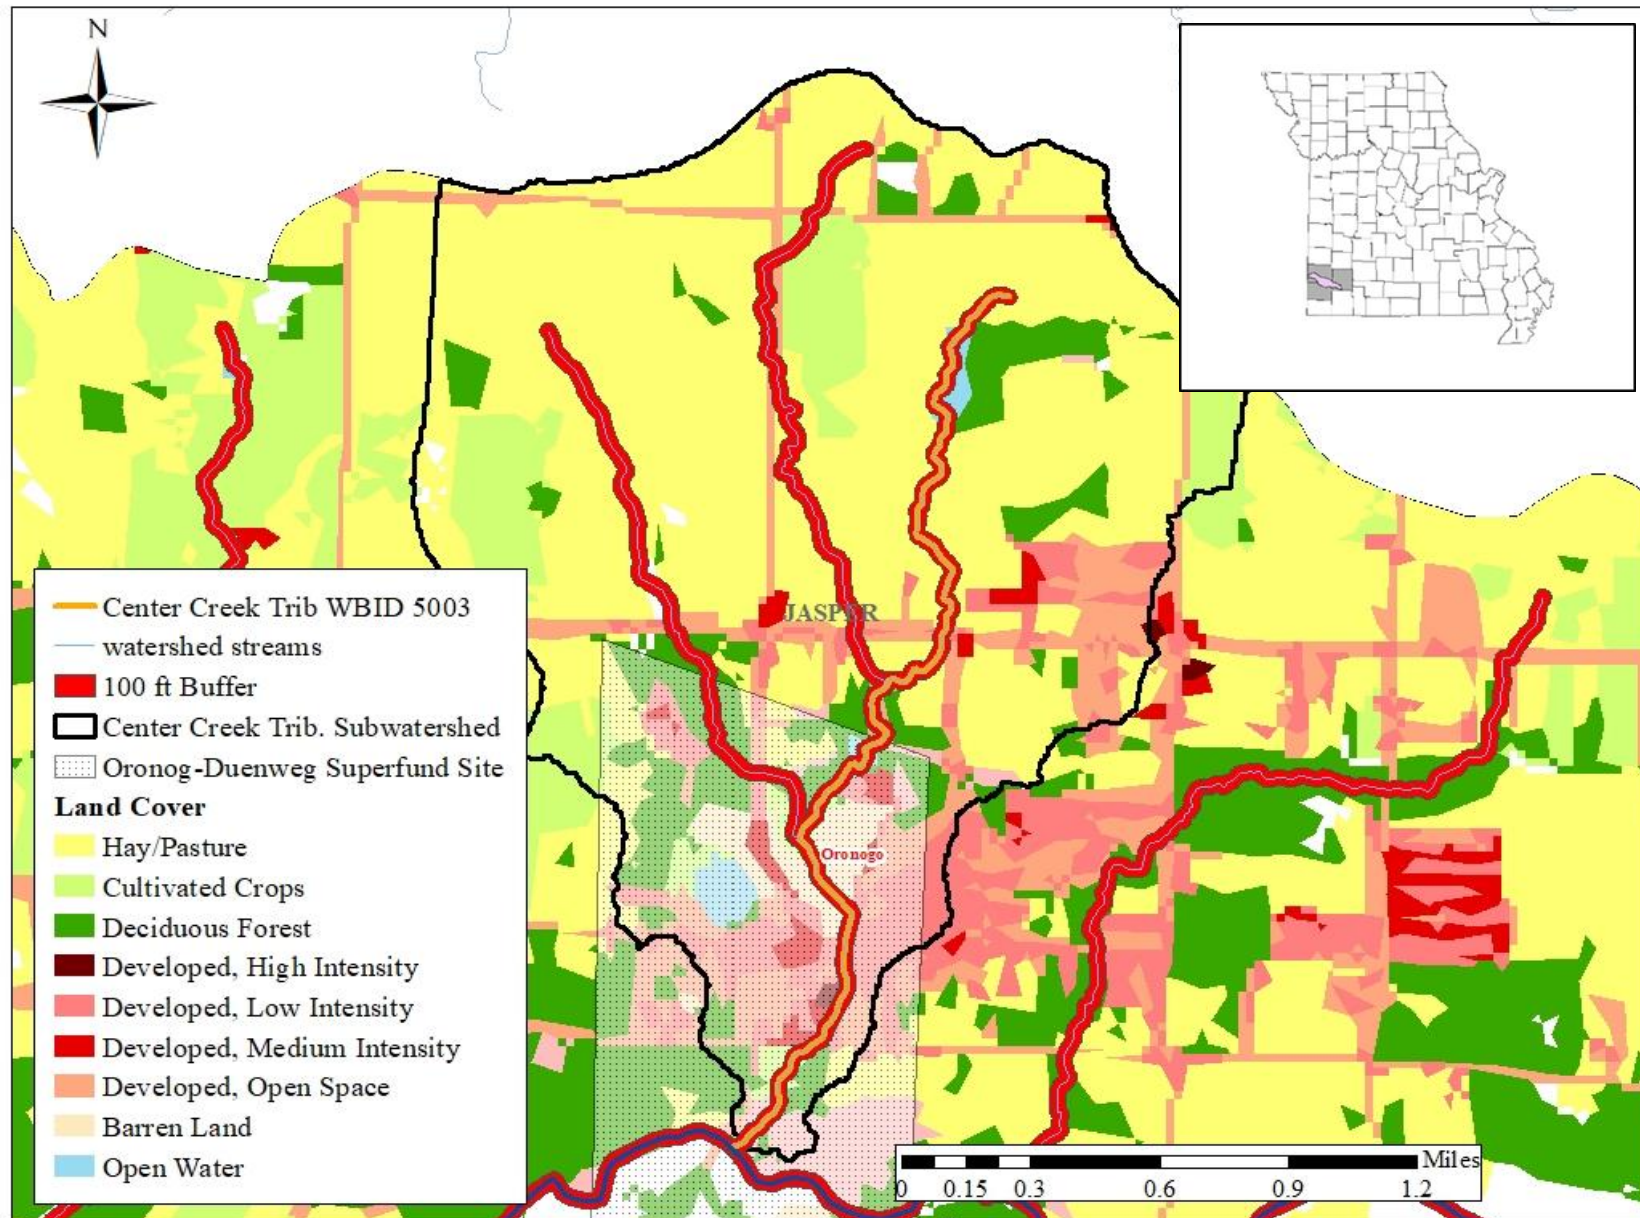 N
JASPER
Oronogo
Center Creek Trib WBID 5003
watershed streams
100 ft Buffer
Center Creek Trib. Subwatershed
Oronog-Duenweg Superfund Site
Land Cover
Hay/Pasture
Cultivated Crops
Deciduous Forest
Developed, High Intensity
Developed, Low Intensity
Developed, Medium Intensity
Developed, Open Space
Barren Land
Open Water
Miles
0 0.15 0.3 0.6 0.9 1.2